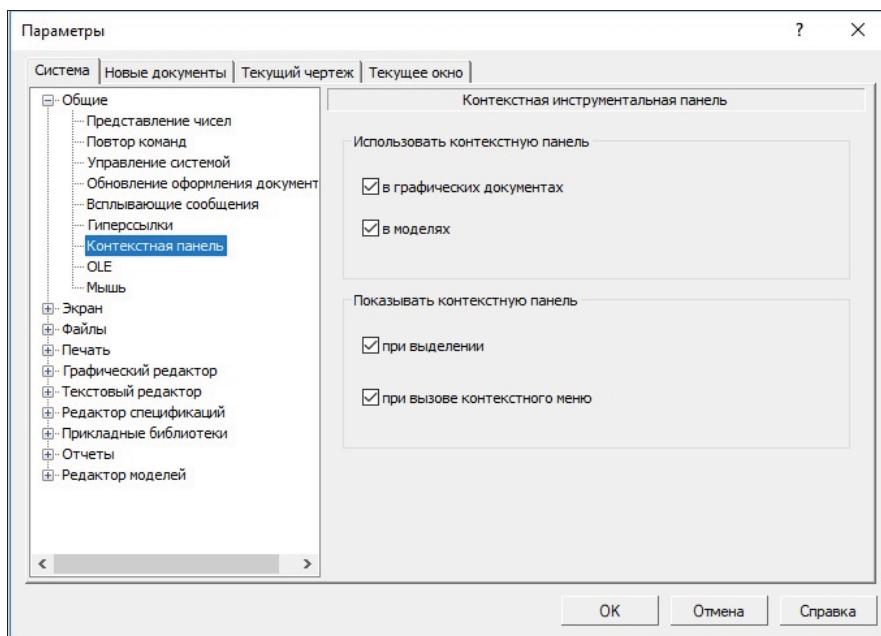 Параметры
?
Система
Новые документы
Текущий чертеж
Текущее окно
Общие
Представление чисел
Повтор команд
Управление системой
Обновление оформления документ
Всплывающие сообщения
Гиперссылки
Контекстная панель
OLE
Мышь
Экран
Файлы
Печать
Графический редактор
Текстовый редактор
Редактор спецификаций
Прикладные библиотеки
Отчеты
Редактор моделей
Контекстная инструментальная панель
Использовать контекстную панель
в графических документах
в моделях
Показывать контекстную панель
при выделении
при вызове контекстного меню
OK
Отмена
Справка